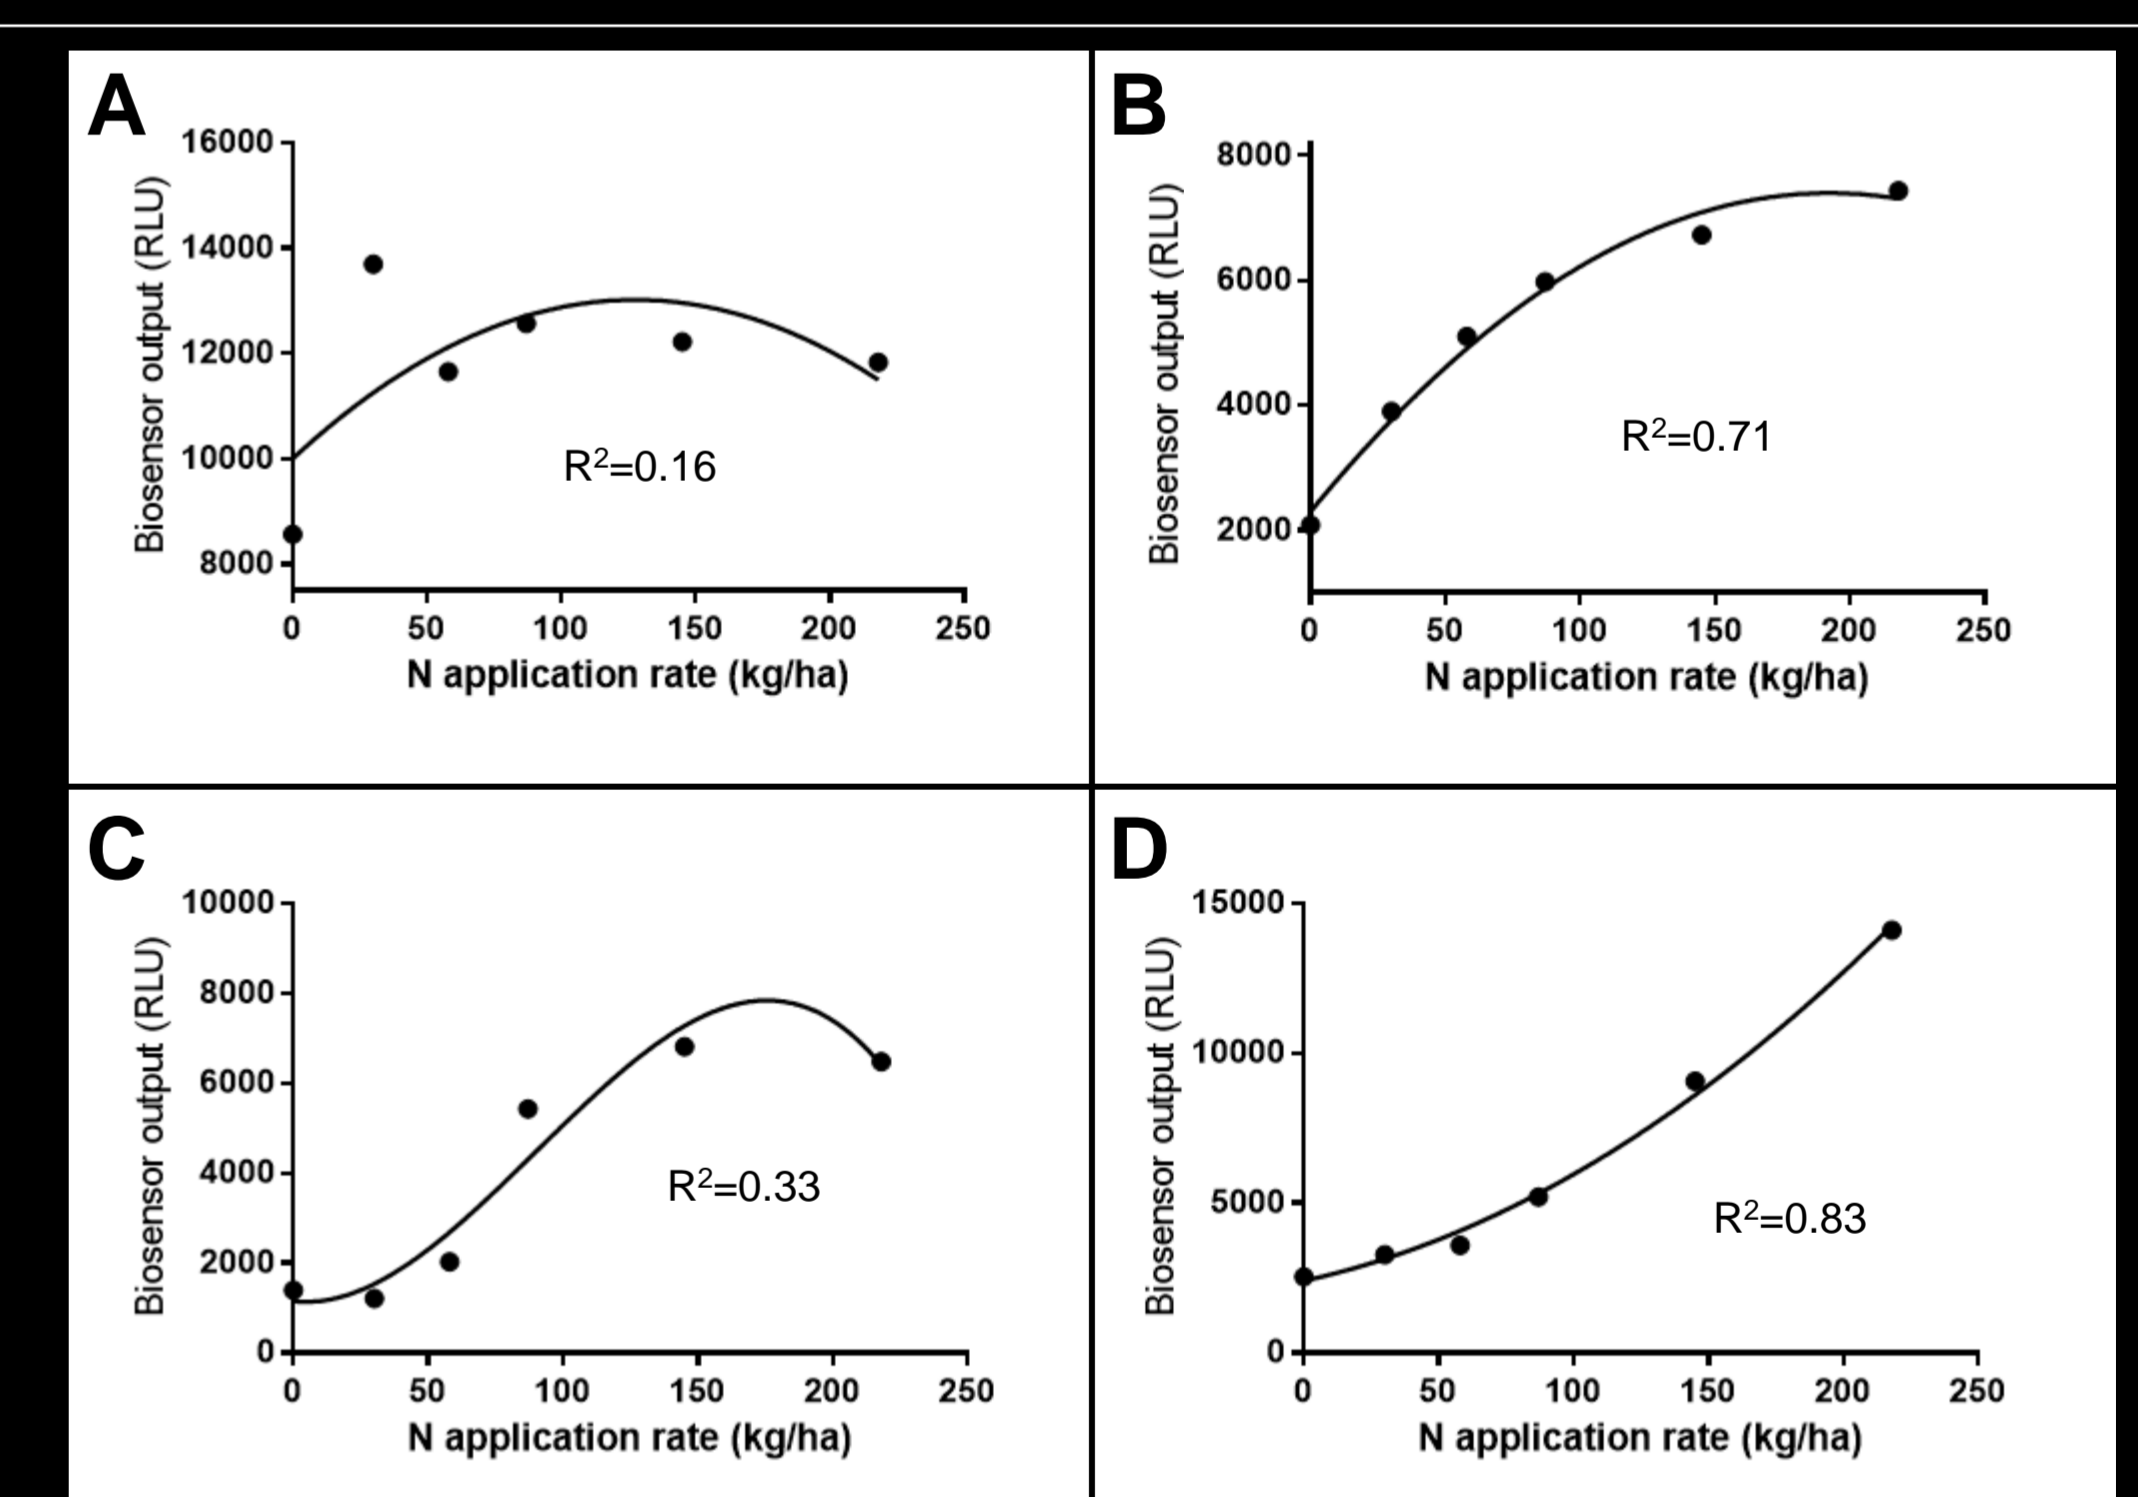 A
16000
14000
12000
10000
8000
Biosensor output (RLU)
R²=0.16
0 50 100 150 200 250
N application rate (kg/ha)
B
8000
6000
4000
2000
Biosensor output (RLU)
R²=0.71
0 50 100 150 200 250
N application rate (kg/ha)
C
10000
8000
6000
4000
2000
0
Biosensor output (RLU)
R²=0.33
0 50 100 150 200 250
N application rate (kg/ha)
D
15000
10000
5000
0
Biosensor output (RLU)
R²=0.83
0 50 100 150 200 250
N application rate (kg/ha)